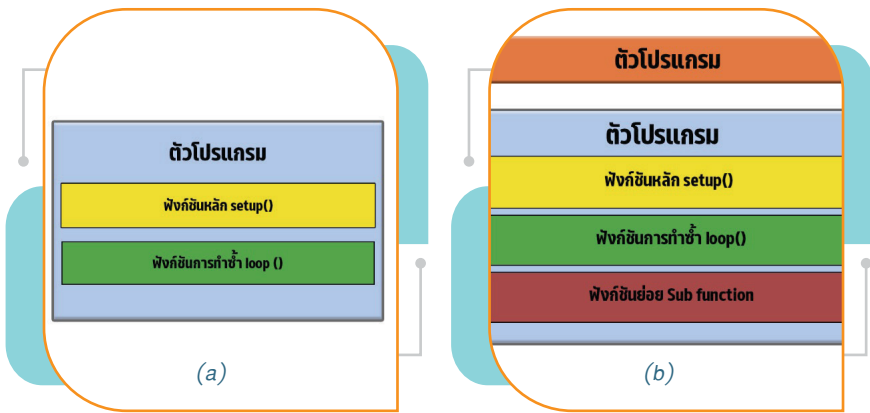 ตัวโปรแกรม
ฟังก์ชันหลัก setup()
ฟังก์ชันการทำซ้ำ loop ()
(a)
ตัวโปรแกรม
ตัวโปรแกรม
ฟังก์ชันหลัก setup()
ฟังก์ชันการทำซ้ำ loop()
ฟังก์ชันย่อย Sub function
(b)